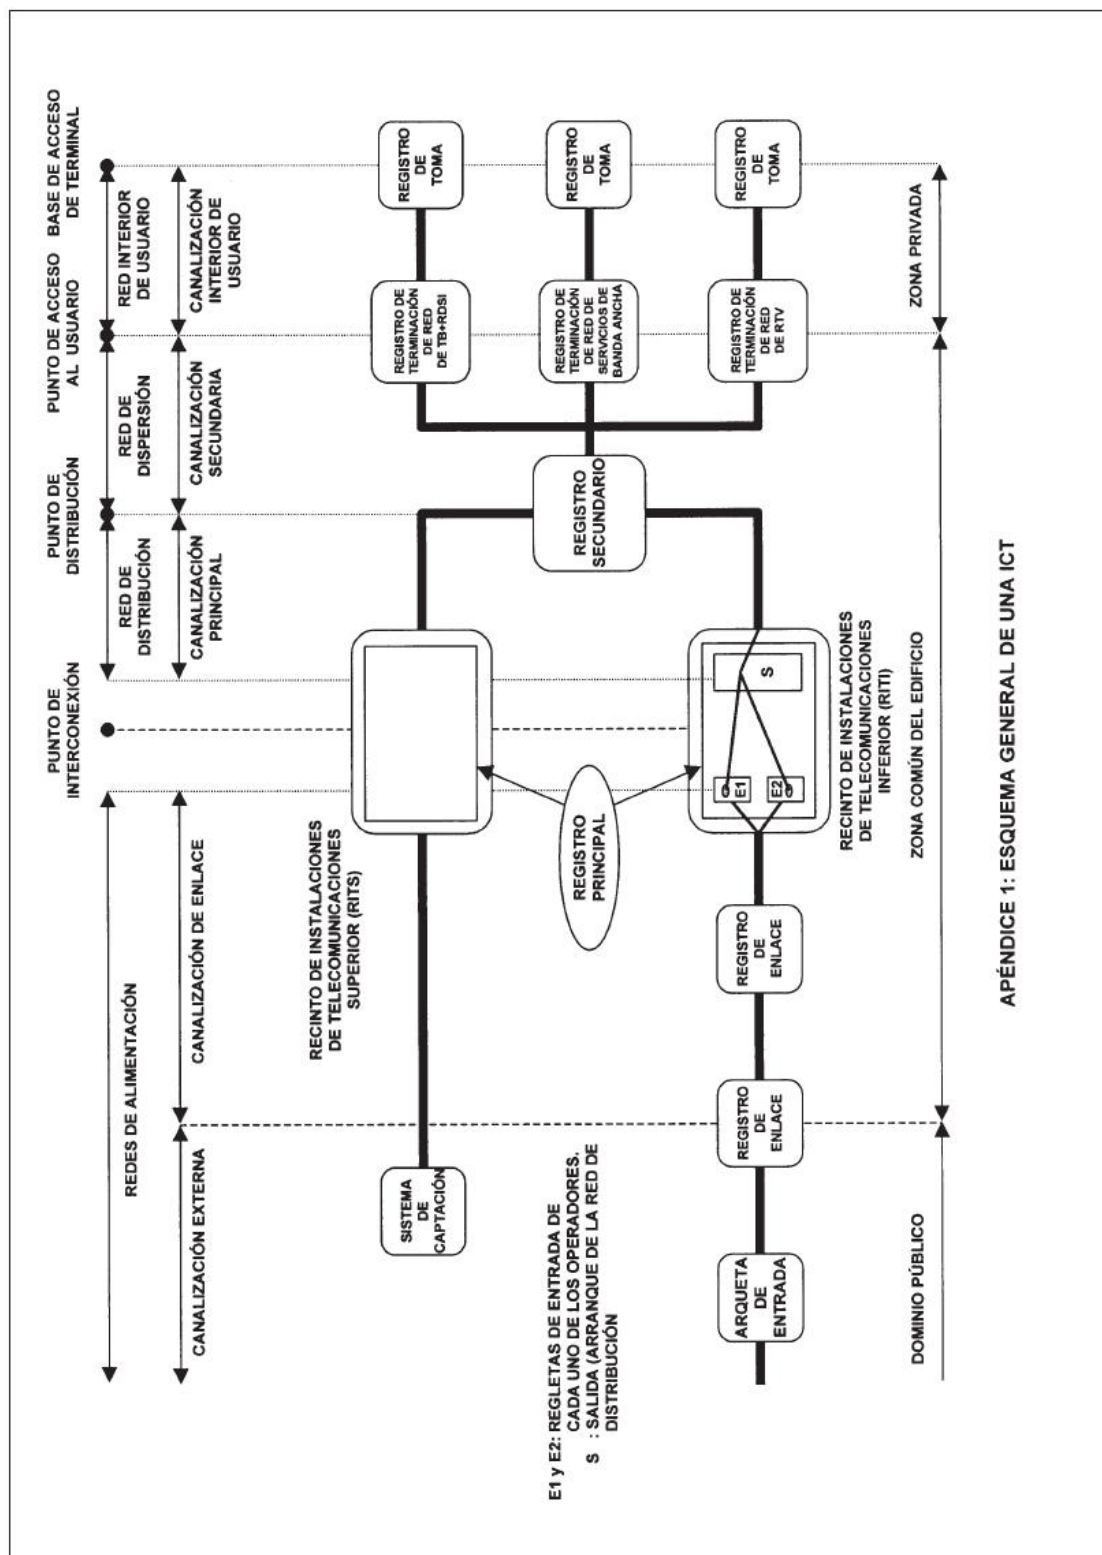 REDES DE ALIMENTACIÓN
PUNTO DE
INTERCONEXIÓN
RED DE
DISTRIBUCIÓN
PUNTO DE
DISTRIBUCIÓN
RED DE
DISPERSIÓN
PUNTO DE ACCESO
AL USUARIO
RED INTERIOR
DE USUARIO
BASE DE ACCESO
DE TERMINAL
CANALIZACIÓN EXTERNA
CANALIZACIÓN DE ENLACE
CANALIZACIÓN
PRINCIPAL
CANALIZACIÓN
SECUNDARIA
CANALIZACIÓN
INTERIOR DE
USUARIO
RECINTO DE INSTALACIONES
DE TELECOMUNICACIONES
SUPERIOR (RITS)
SISTEMA
DE
CAPTACIÓN
REGISTRO DE
TERMINACIÓN
DE RED
DE TB+RDSI
REGISTRO
DE
TOMA
E1 y E2: REGLETAS DE ENTRADA DE
CADA UNO DE LOS OPERADORES.
S : SALIDA (ARRANQUE DE LA RED DE
DISTRIBUCIÓN
REGISTRO
PRINCIPAL
REGISTRO
SECUNDARIO
REGISTRO DE
TERMINACIÓN
DE RED DE
SERVICIOS DE
BANDA ANCHA
REGISTRO
DE
TOMA
ARQUETA
DE
ENTRADA
REGISTRO
DE
ENLACE
REGISTRO
DE
ENLACE
E1
E2
S
REGISTRO DE
TERMINACIÓN
DE RED
DE RTV
REGISTRO
DE
TOMA
RECINTO DE INSTALACIONES
DE TELECOMUNICACIONES
INFERIOR (RITI)
DOMINIO PÚBLICO
ZONA COMÚN DEL EDIFICIO
ZONA PRIVADA
APÉNDICE 1: ESQUEMA GENERAL DE UNA ICT